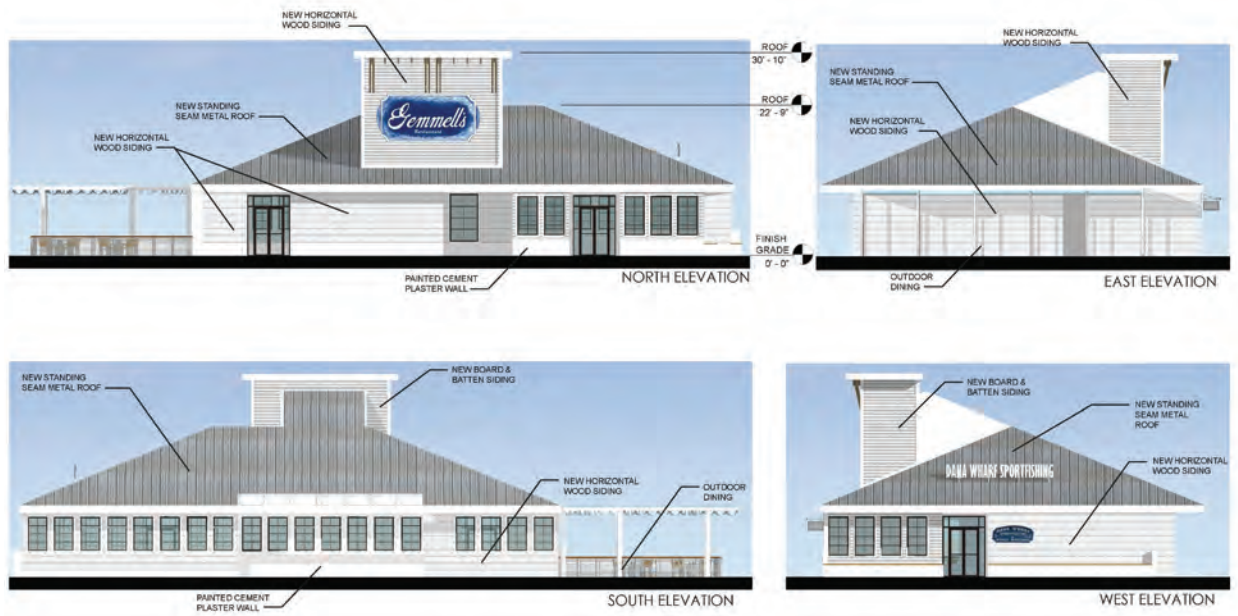 NEW HORIZONTAL
WOOD SIDING
NEW STANDING
SEAM METAL ROOF
NEW HORIZONTAL
WOOD SIDING
Gemmell's
ROOF
30' - 10"
ROOF
22' - 9"
FINISH
GRADE
0' - 0"
PAINTED CEMENT
PLASTER WALL
NORTH ELEVATION
NEW HORIZONTAL
WOOD SIDING
NEW STANDING
SEAM METAL ROOF
NEW HORIZONTAL
WOOD SIDING
OUTDOOR
DINING
EAST ELEVATION
NEW STANDING
SEAM METAL ROOF
NEW BOARD &
BATTEN SIDING
NEW HORIZONTAL
WOOD SIDING
OUTDOOR
DINING
PAINTED CEMENT
PLASTER WALL
SOUTH ELEVATION
NEW BOARD &
BATTEN SIDING
NEW STANDING
SEAM METAL
ROOF
DANA WHARF SPORTFISHING
NEW HORIZONTAL
WOOD SIDING
WEST ELEVATION